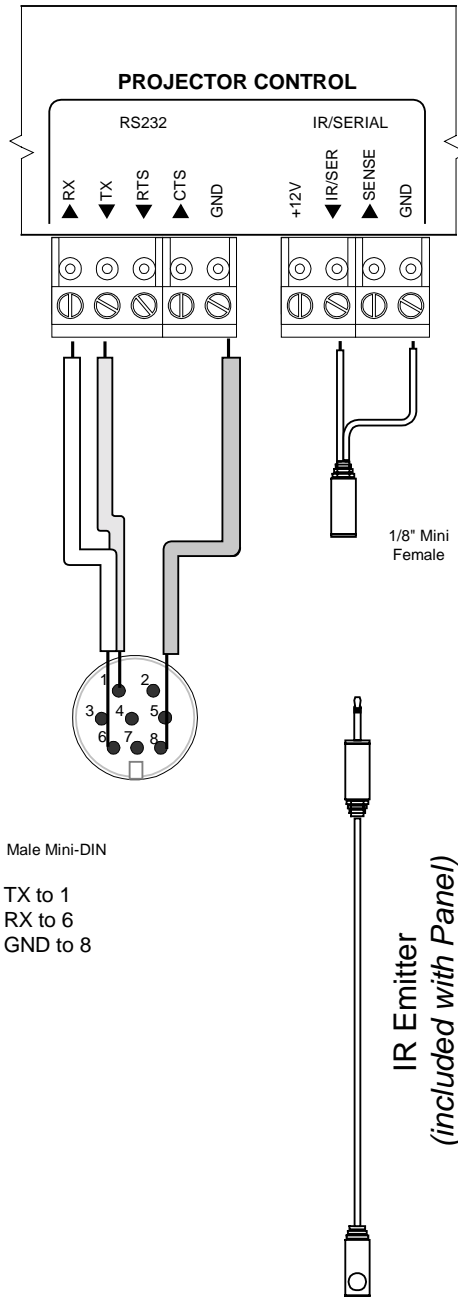 PROJECTOR CONTROL
RS232
IR/SERIAL
RX
TX
RTS
CTS
GND
+12V
IR/SER
SENSE
GND
1/8" Mini
Female
1
2
3
4
5
6
7
8
Male Mini-DIN
TX to 1
RX to 6
GND to 8
IR Emitter
(included with Panel)